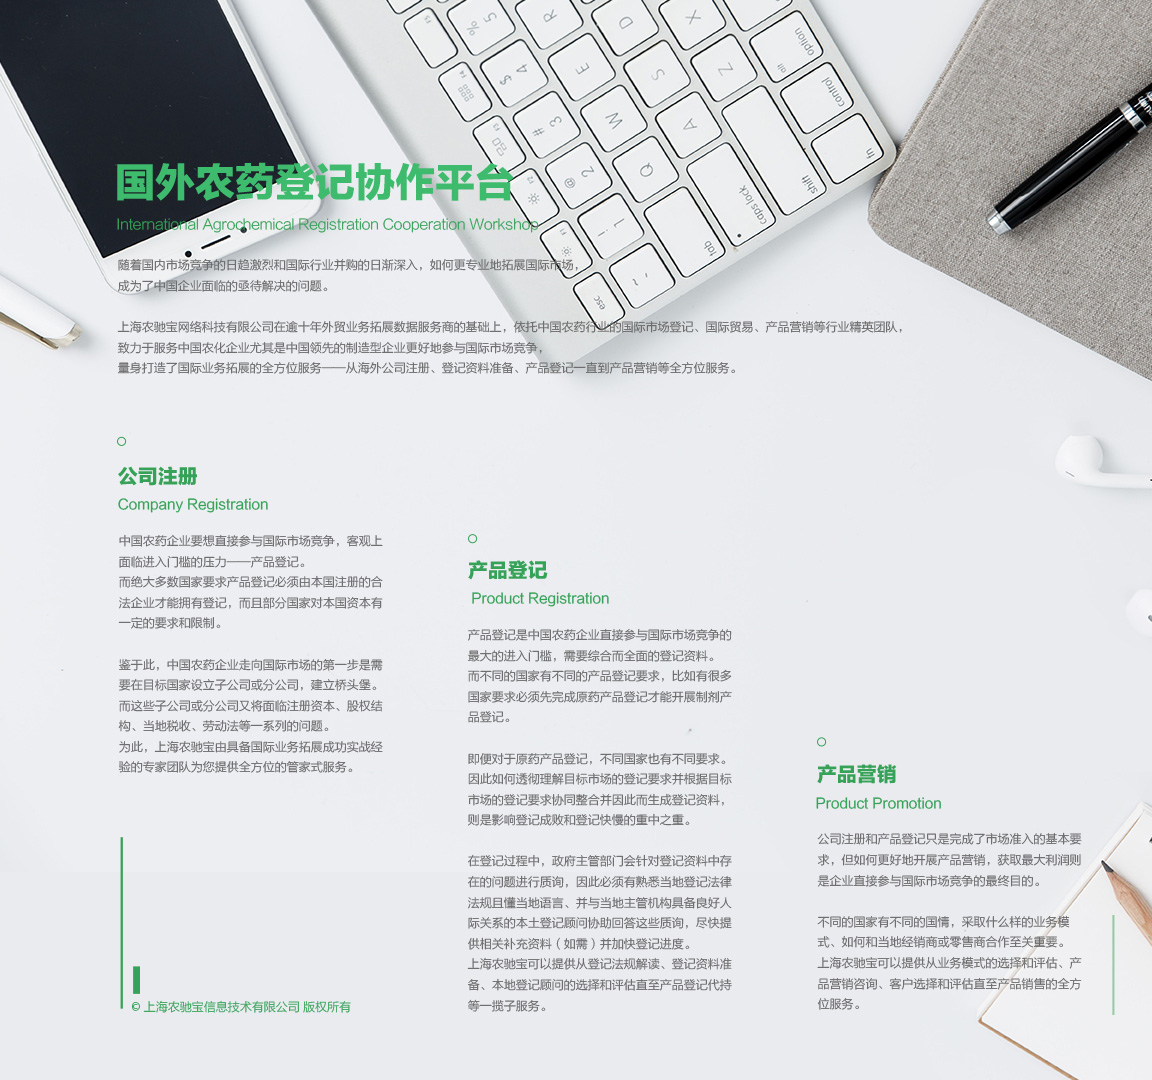 国外农药登记协作平台
International Agrochemical Registration Cooperation Workshop
随着国内市场竞争的日趋激烈和国际行业并购的日渐深入，如何更专业地拓展国际市场，
成为了中国企业面临的亟待解决的问题。
上海农驰宝网络科技有限公司在逾十年外贸业务拓展数据服务商的基础上，依托中国农药行业的国际市场登记、国际贸易、产品营销等行业精英团队，
致力于服务中国农化企业尤其是中国领先的制造型企业更好地参与国际市场竞争，
量身打造了国际业务拓展的全方位服务——从海外公司注册、登记资料准备、产品登记一直到产品营销等全方位服务。
公司注册
Company Registration
中国农药企业要想直接参与国际市场竞争，客观上
面临进入门槛的压力——产品登记。
而绝大多数国家要求产品登记必须由本国注册的合
法企业才能拥有登记，而且部分国家对本国资本有
一定的要求和限制。
鉴于此，中国农药企业走向国际市场的第一步是需
要在目标国家设立子公司或分公司，建立桥头堡。
而这些子公司或分公司又将面临注册资本、股权结
构、当地税收、劳动法等一系列的问题。
为此，上海农驰宝由具备国际业务拓展成功实战经
验的专家团队为您提供全方位的管家式服务。
产品登记
Product Registration
产品登记是中国农药企业直接参与国际市场竞争的
最大的进入门槛，需要综合而全面的登记资料。
而不同的国家有不同的产品登记要求，比如有很多
国家要求必须先完成原药产品登记才能开展制剂产
品登记。
即便对于原药产品登记，不同国家也有不同要求。
因此如何透彻理解目标市场的登记要求并根据目标
市场的登记要求协同整合并因此而生成登记资料，
则是影响登记成败和登记快慢的重中之重。
在登记过程中，政府主管部门会针对登记资料中存
在的问题进行质询，因此必须有熟悉当地登记法律
法规且懂当地语言、并与当地主管机构具备良好人
际关系的本土登记顾问协助回答这些质询，尽快提
供相关补充资料（如需）并加快登记进度。
上海农驰宝可以提供从登记法规解读、登记资料准
备、本地登记顾问的选择和评估直至产品登记代持
等一揽子服务。
产品营销
Product Promotion
公司注册和产品登记只是完成了市场准入的基本要
求，但如何更好地开展产品营销，获取最大利润则
是企业直接参与国际市场竞争的最终目的。
不同的国家有不同的国情，采取什么样的业务模
式、如何和当地经销商或零售商合作至关重要。
上海农驰宝可以提供从业务模式的选择和评估、产
品营销咨询、客户选择和评估直至产品销售的全方
位服务。
© 上海农驰宝信息技术有限公司 版权所有
% 5 R D X option
alt
$ 4 E S Z control
# 3 W A fn
@ 2 Q shift
! 1 caps lock
tab
~
esc